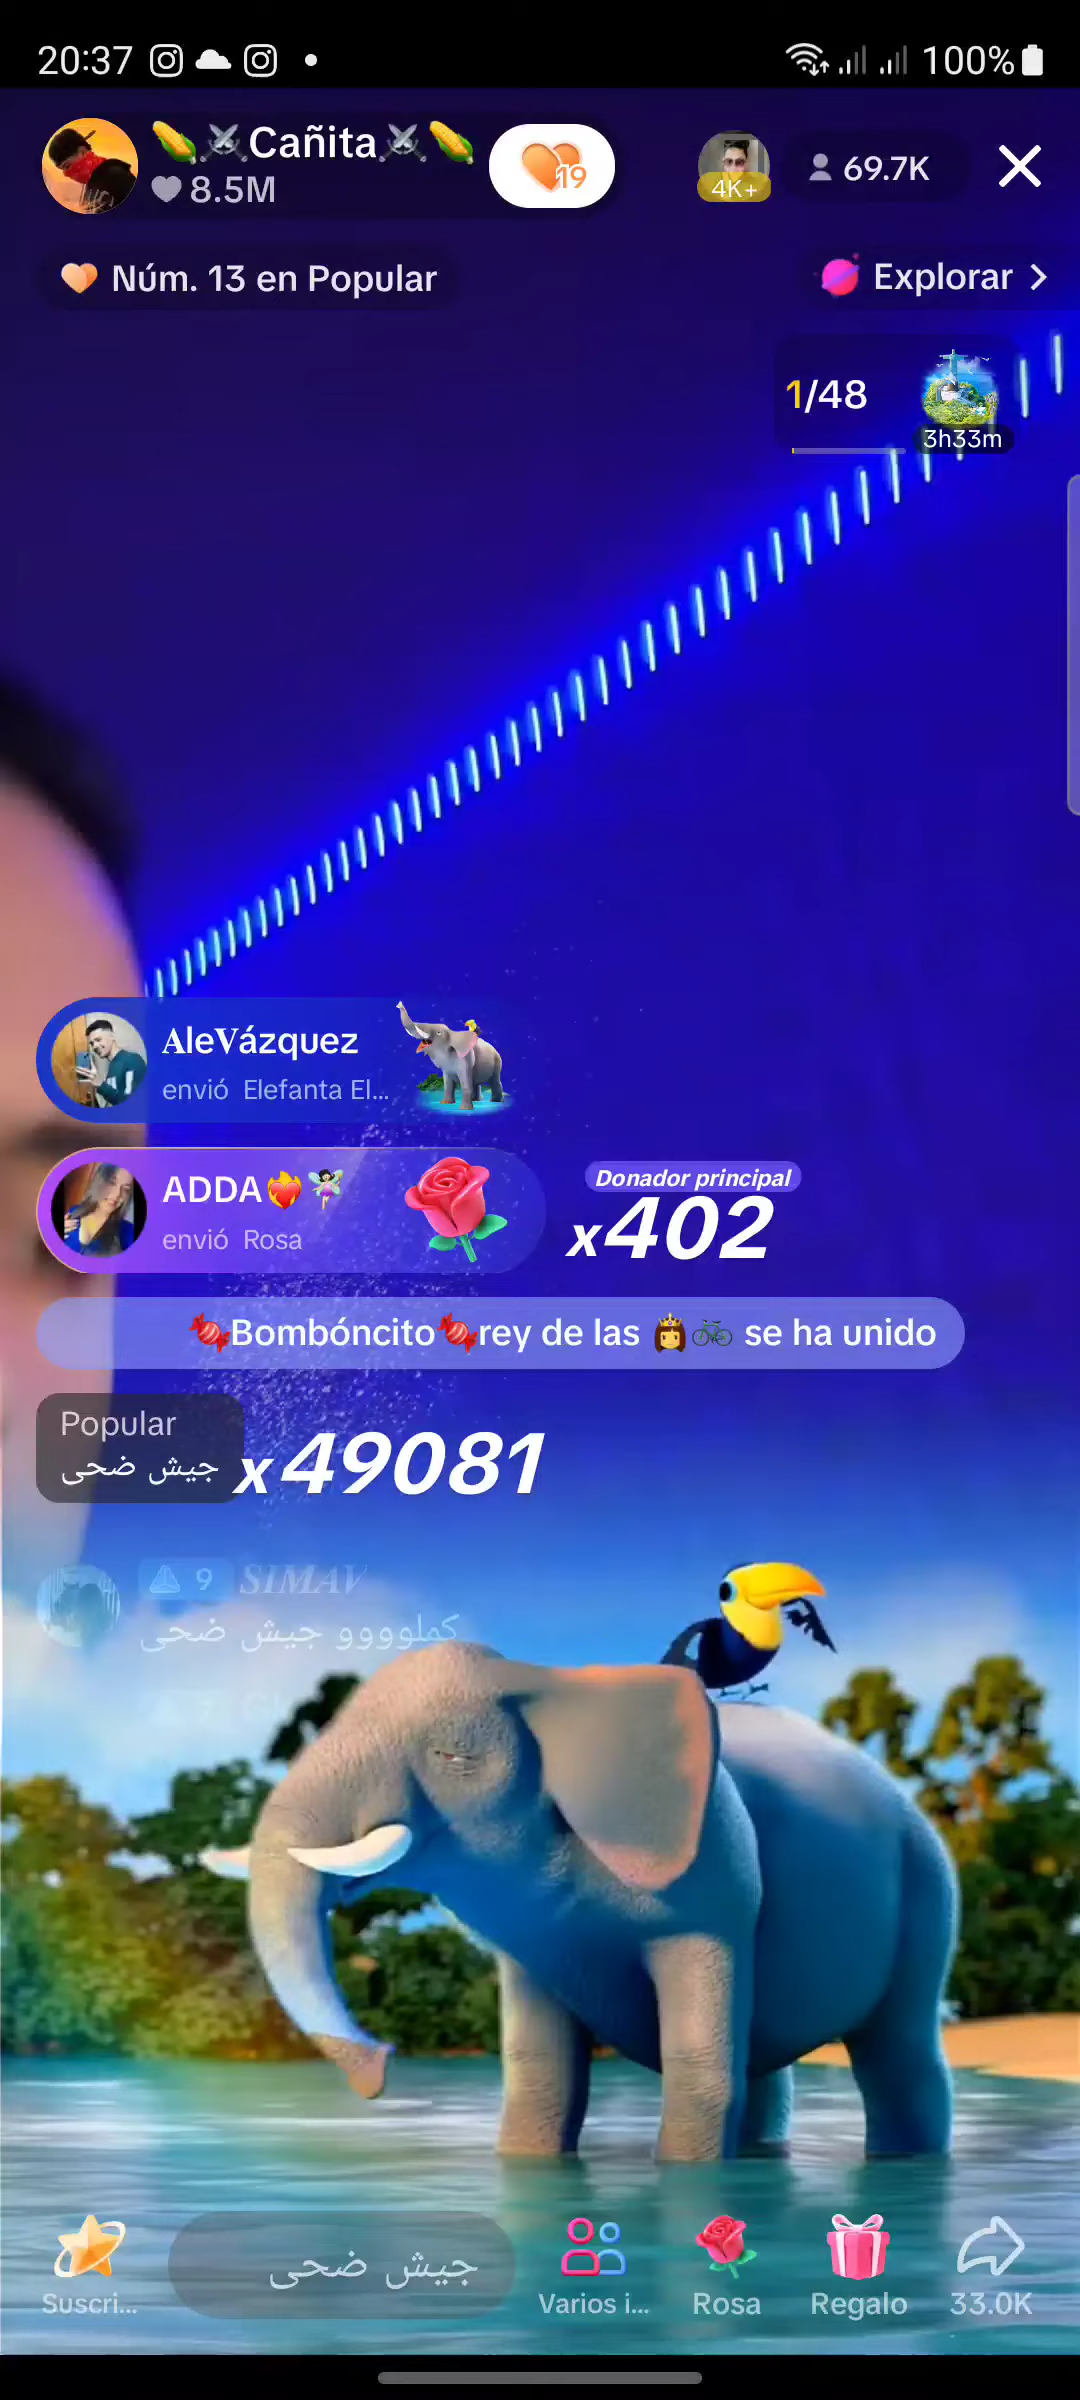 20:37
100%
🌽⚔️Cañita⚔️🌽
8.5M
19
4K+
69.7K
Núm. 13 en Popular
Explorar
1/48
3h33m
AleVázquez
envió Elefanta El...
ADDA❤️‍🔥🧚🏻‍♀️
envió Rosa
Donador principal
x402
🍬Bombóncito🍬rey de las 👸🚲 se ha unido
Popular
جيش ضحى
x49081
9 SIMAV
كملوووو جيش ضحى
جيش ضحى
Suscri...
Varios i...
Rosa
Regalo
33.0K